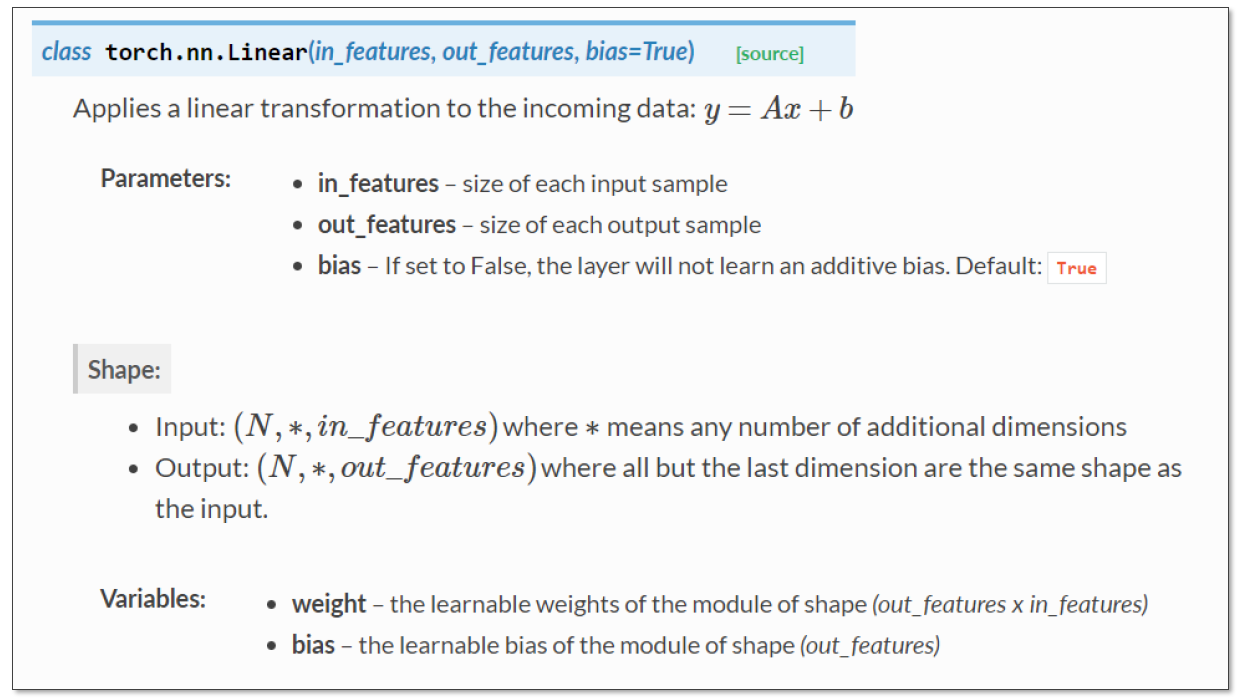 class torch.nn.Linear(in_features, out_features, bias=True) [source]
Applies a linear transformation to the incoming data: y = Ax + b
Parameters:
• in_features – size of each input sample
• out_features – size of each output sample
• bias – If set to False, the layer will not learn an additive bias. Default: True
Shape:
• Input: (N, *, in_features) where * means any number of additional dimensions
• Output: (N, *, out_features) where all but the last dimension are the same shape as
the input.
Variables:
• weight – the learnable weights of the module of shape (out_features x in_features)
• bias – the learnable bias of the module of shape (out_features)